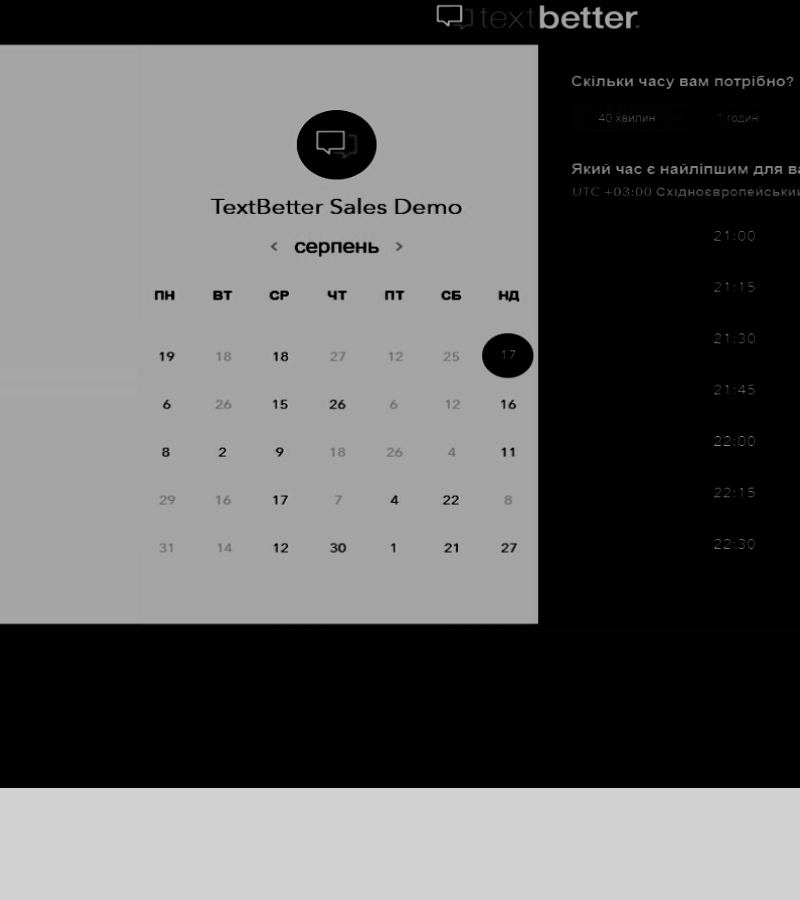 textbetter.
TextBetter Sales Demo
< серпень >
ПН ВТ СР ЧТ ПТ СБ НД
19 18 18 27 12 25 17
6 26 15 26 6 12 16
8 2 9 18 26 4 11
29 16 17 7 4 22 8
31 14 12 30 1 21 27
Скільки часу вам потрібно?
40 хвилин 1 годин
Який час є найліпшим для
UTC +03:00
21:00
21:15
21:30
21:45
22:00
22:15
22:30